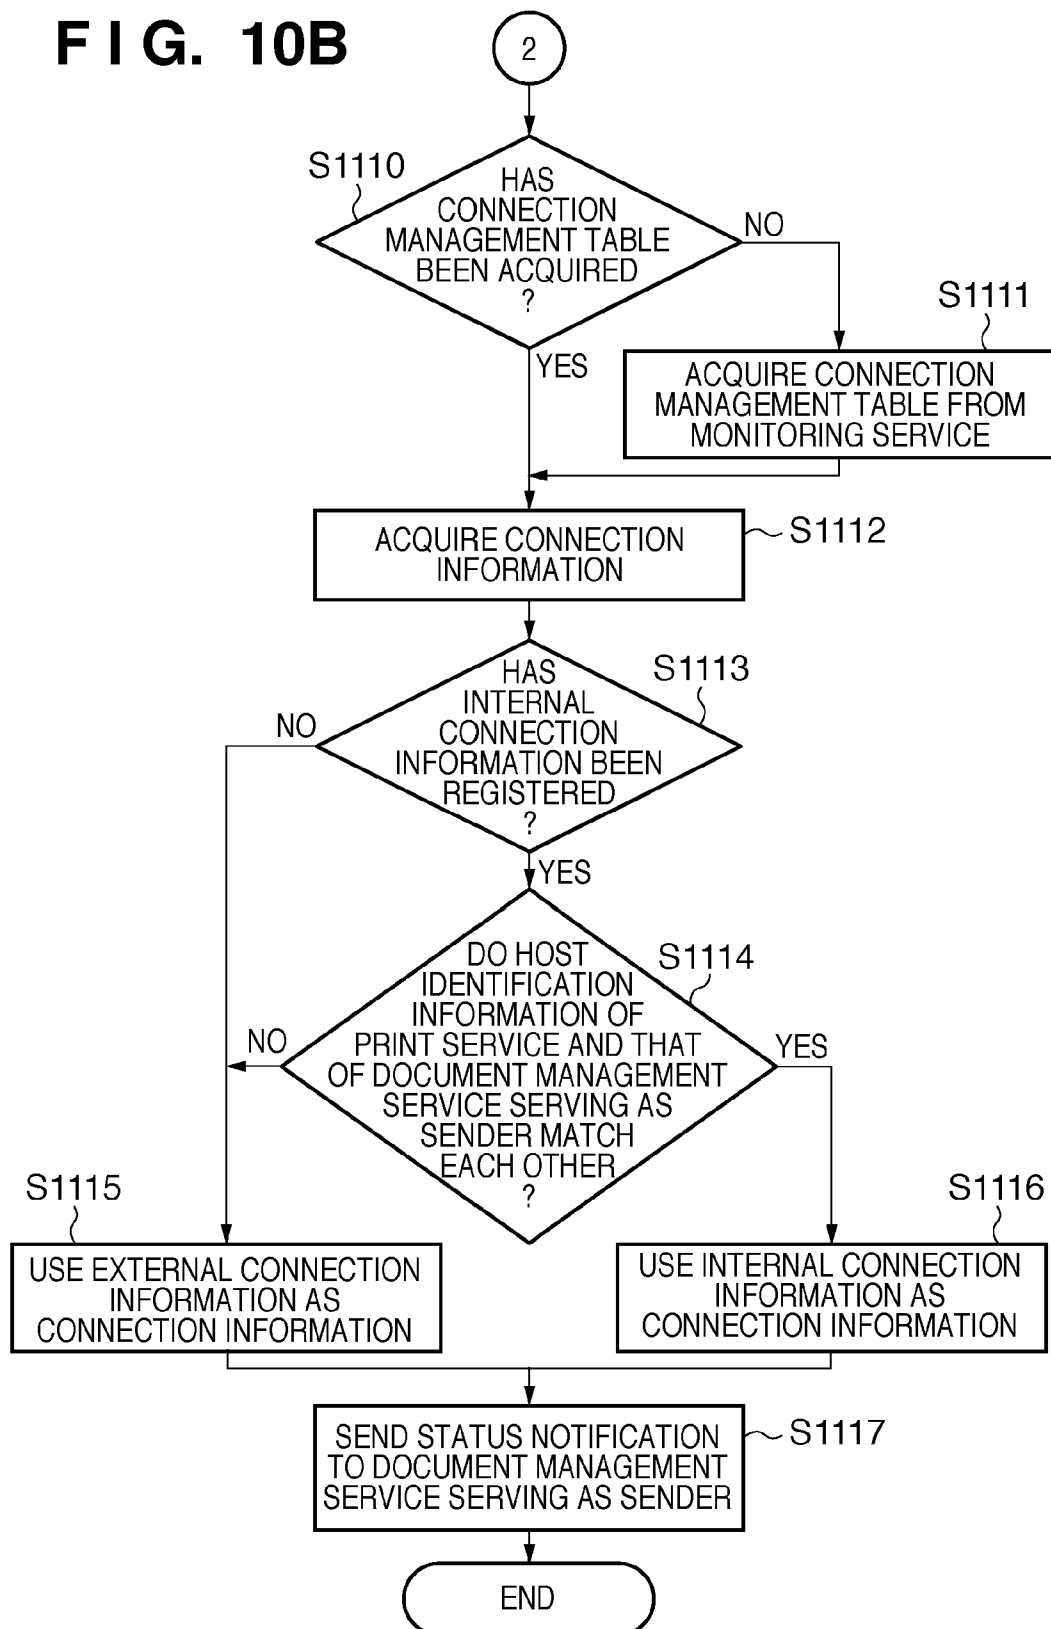 FIG. 10B
2
S1110
HAS
CONNECTION
MANAGEMENT TABLE
BEEN ACQUIRED
?
NO
YES
S1111
ACQUIRE CONNECTION
MANAGEMENT TABLE FROM
MONITORING SERVICE
S1112
ACQUIRE CONNECTION
INFORMATION
S1113
HAS
INTERNAL
CONNECTION
INFORMATION BEEN
REGISTERED
?
NO
YES
S1114
DO HOST
IDENTIFICATION
INFORMATION OF
PRINT SERVICE AND THAT
OF DOCUMENT MANAGEMENT
SERVICE SERVING AS
SENDER MATCH
EACH OTHER
?
NO
YES
S1115
USE EXTERNAL CONNECTION
INFORMATION AS
CONNECTION INFORMATION
S1116
USE INTERNAL CONNECTION
INFORMATION AS
CONNECTION INFORMATION
S1117
SEND STATUS NOTIFICATION
TO DOCUMENT MANAGEMENT
SERVICE SERVING AS SENDER
END